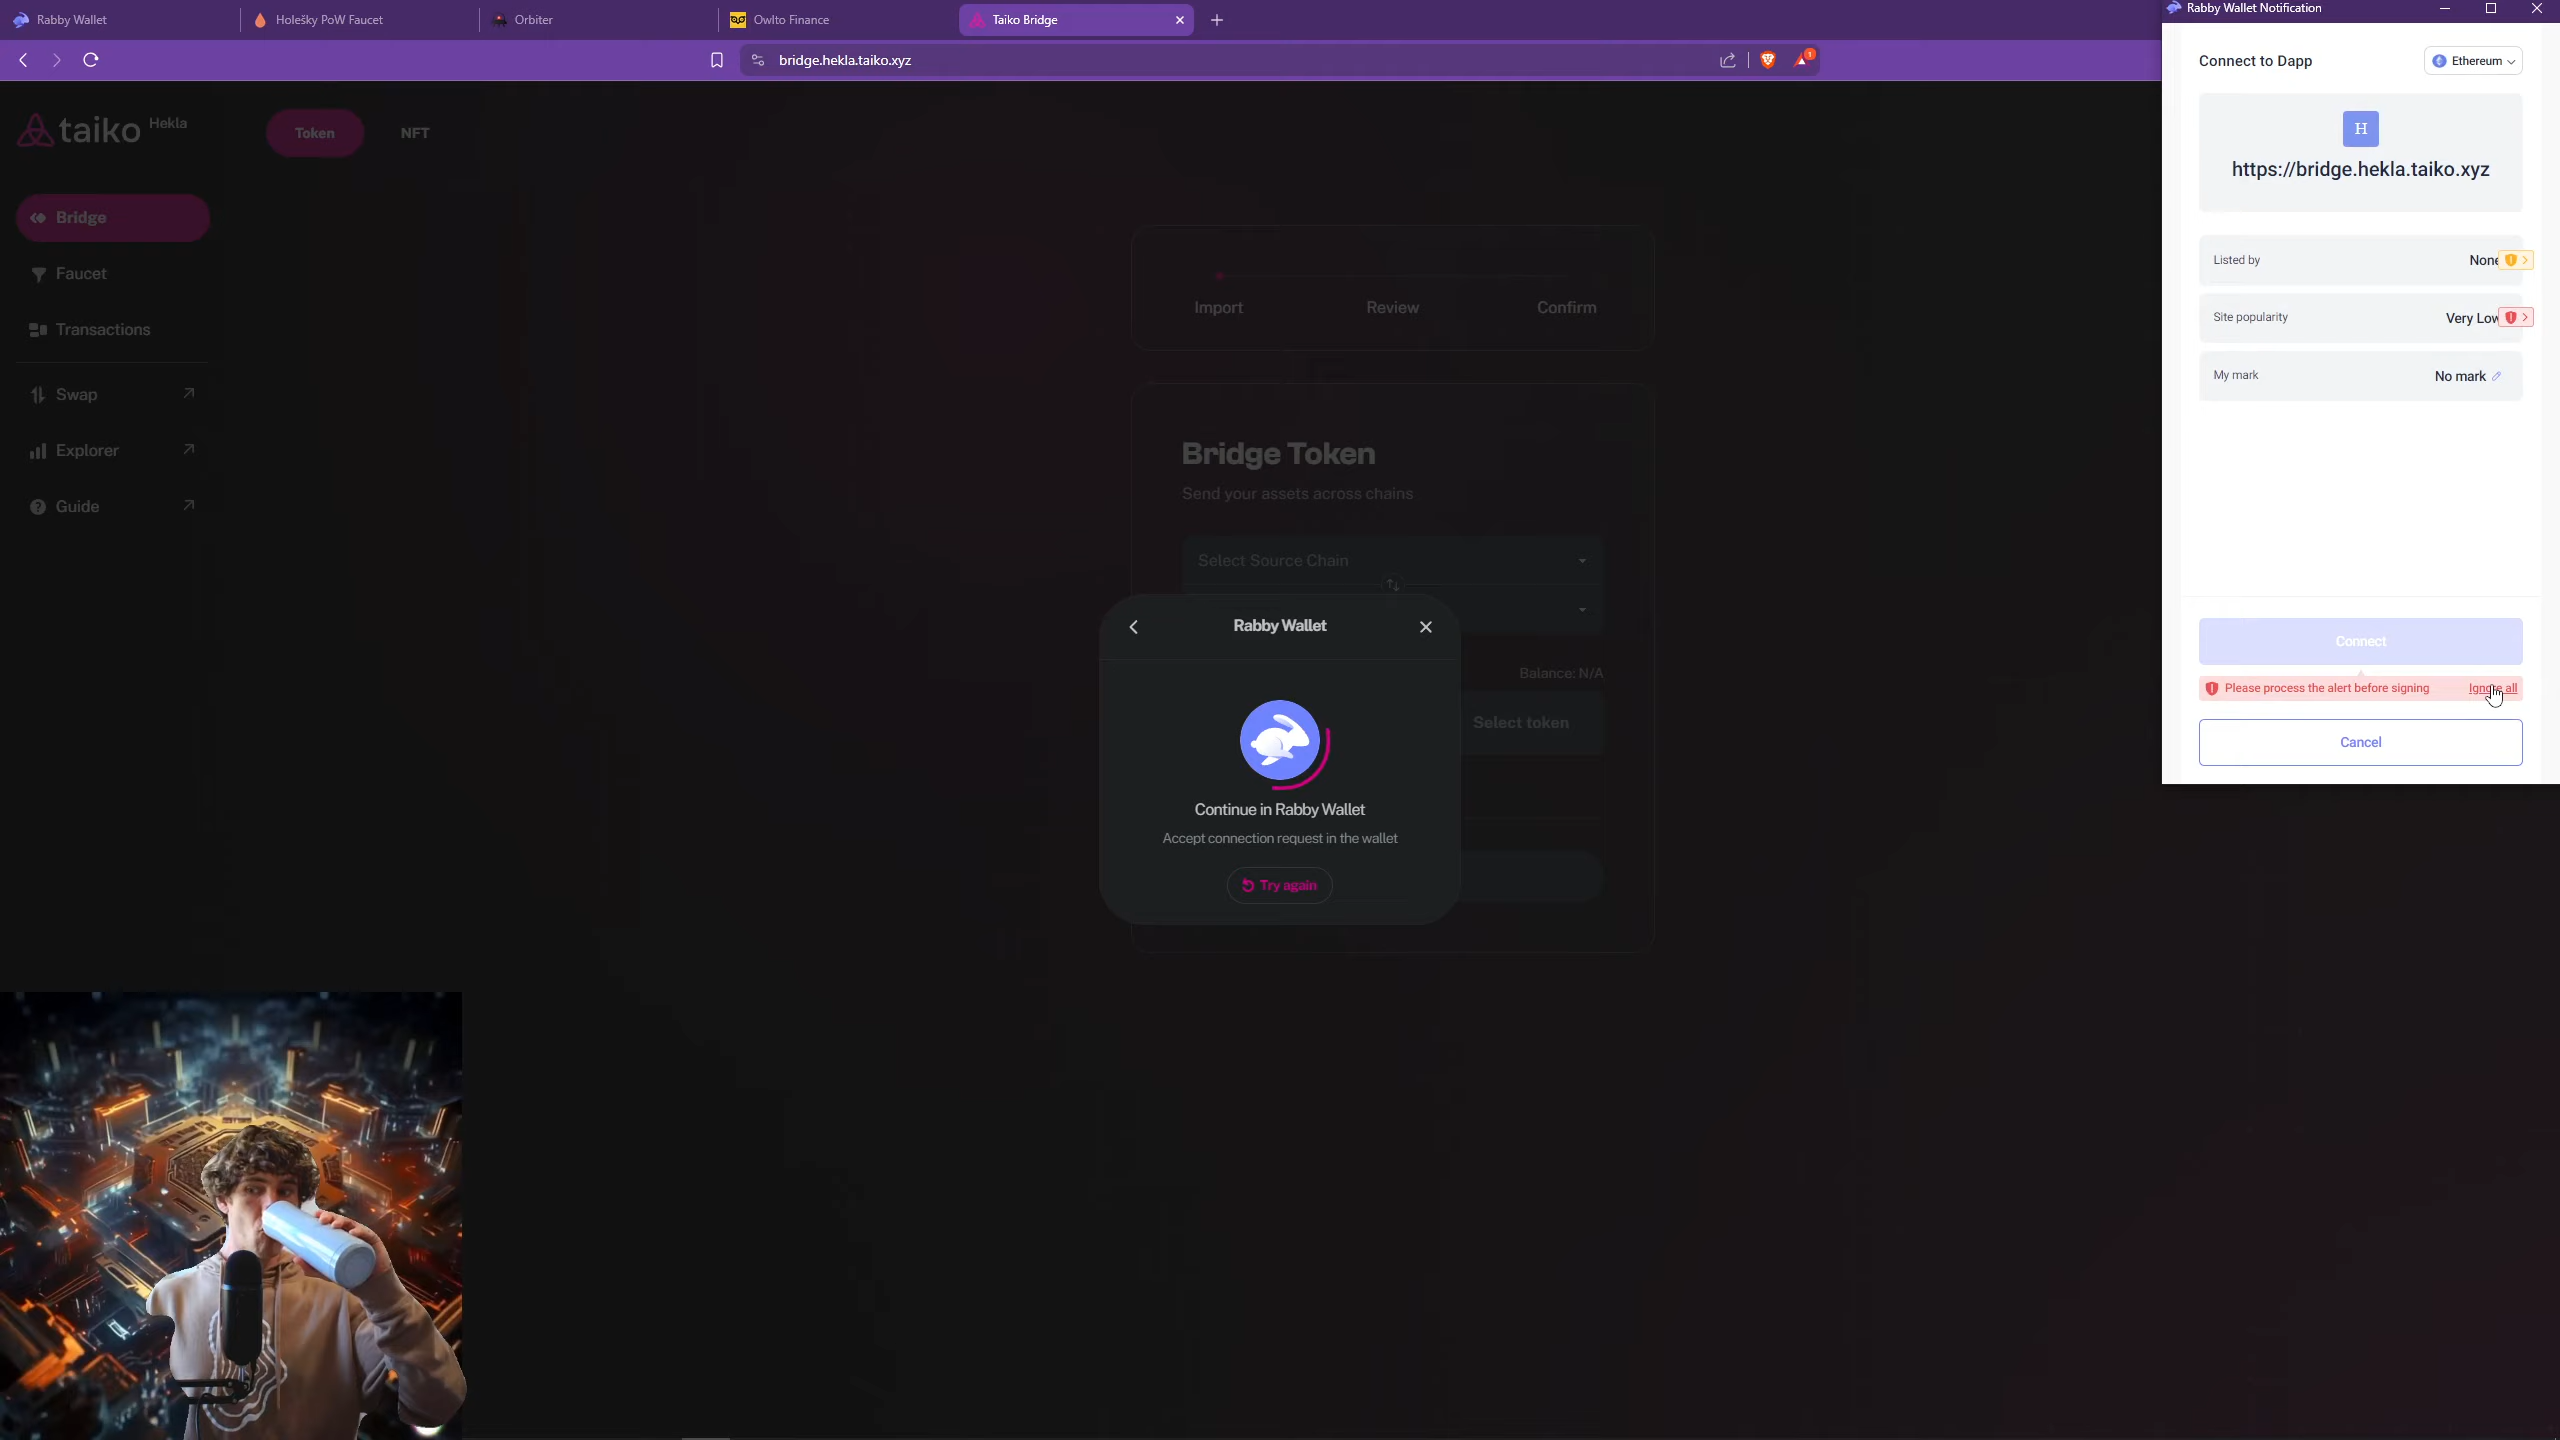 Rabby Wallet
Holešky PoW Faucet
Orbiter
Owlto Finance
Taiko Bridge
bridge.hekla.taiko.xyz
1
taiko Hekla
Token
NFT
Bridge
Faucet
Transactions
Swap
Explorer
Guide
Import
Review
Confirm
Bridge Token
Send your assets across chains
Select Source Chain
Balance: N/A
Select token
Rabby Wallet
Continue in Rabby Wallet
Accept connection request in the wallet
Try again
Rabby Wallet Notification
Connect to Dapp
Ethereum
H
https://bridge.hekla.taiko.xyz
Listed by
None
Site popularity
Very Low
My mark
No mark
Connect
Please process the alert before signing
Ignore all
Cancel